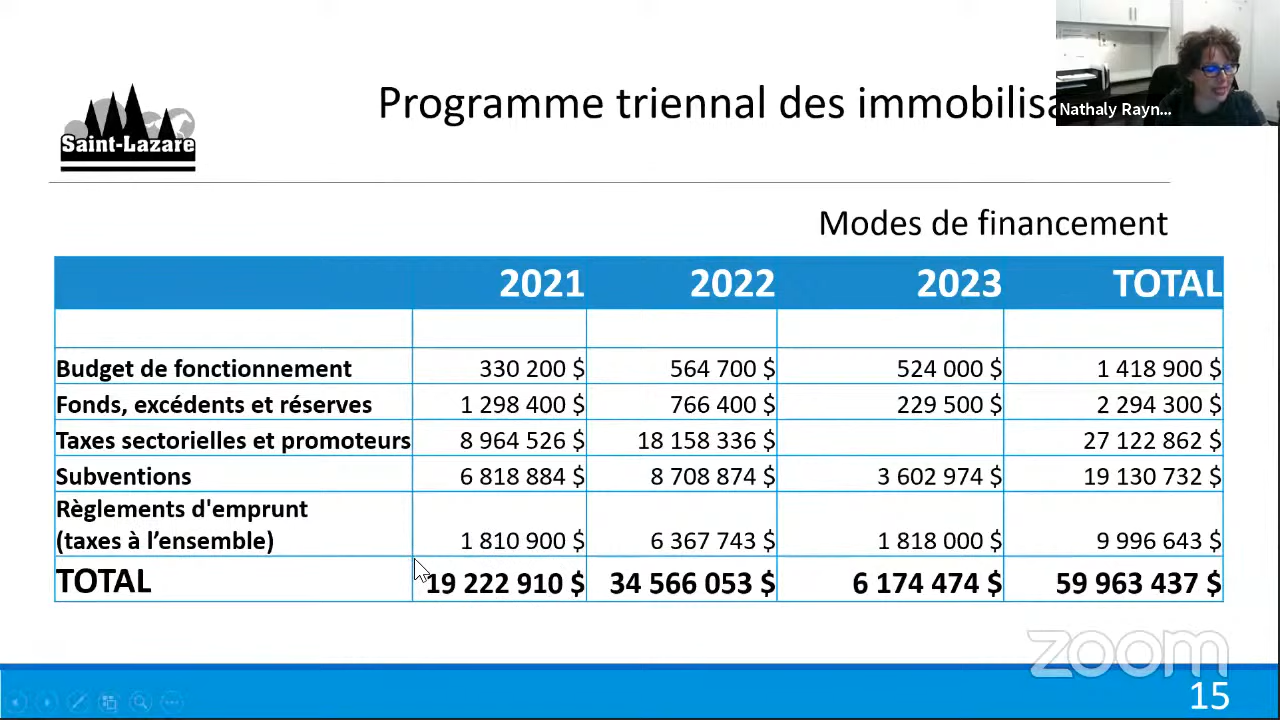 Programme triennal des immobilisa
Nathaly Rayn...
Saint-Lazare
Modes de financement
2021 2022 2023 TOTAL
Budget de fonctionnement 330 200 $ 564 700 $ 524 000 $ 1 418 900 $
Fonds, excédents et réserves 1 298 400 $ 766 400 $ 229 500 $ 2 294 300 $
Taxes sectorielles et promoteurs 8 964 526 $ 18 158 336 $ 27 122 862 $
Subventions 6 818 884 $ 8 708 874 $ 3 602 974 $ 19 130 732 $
Règlements d'emprunt
(taxes à l’ensemble) 1 810 900 $ 6 367 743 $ 1 818 000 $ 9 996 643 $
TOTAL 19 222 910 $ 34 566 053 $ 6 174 474 $ 59 963 437 $
zoom
15